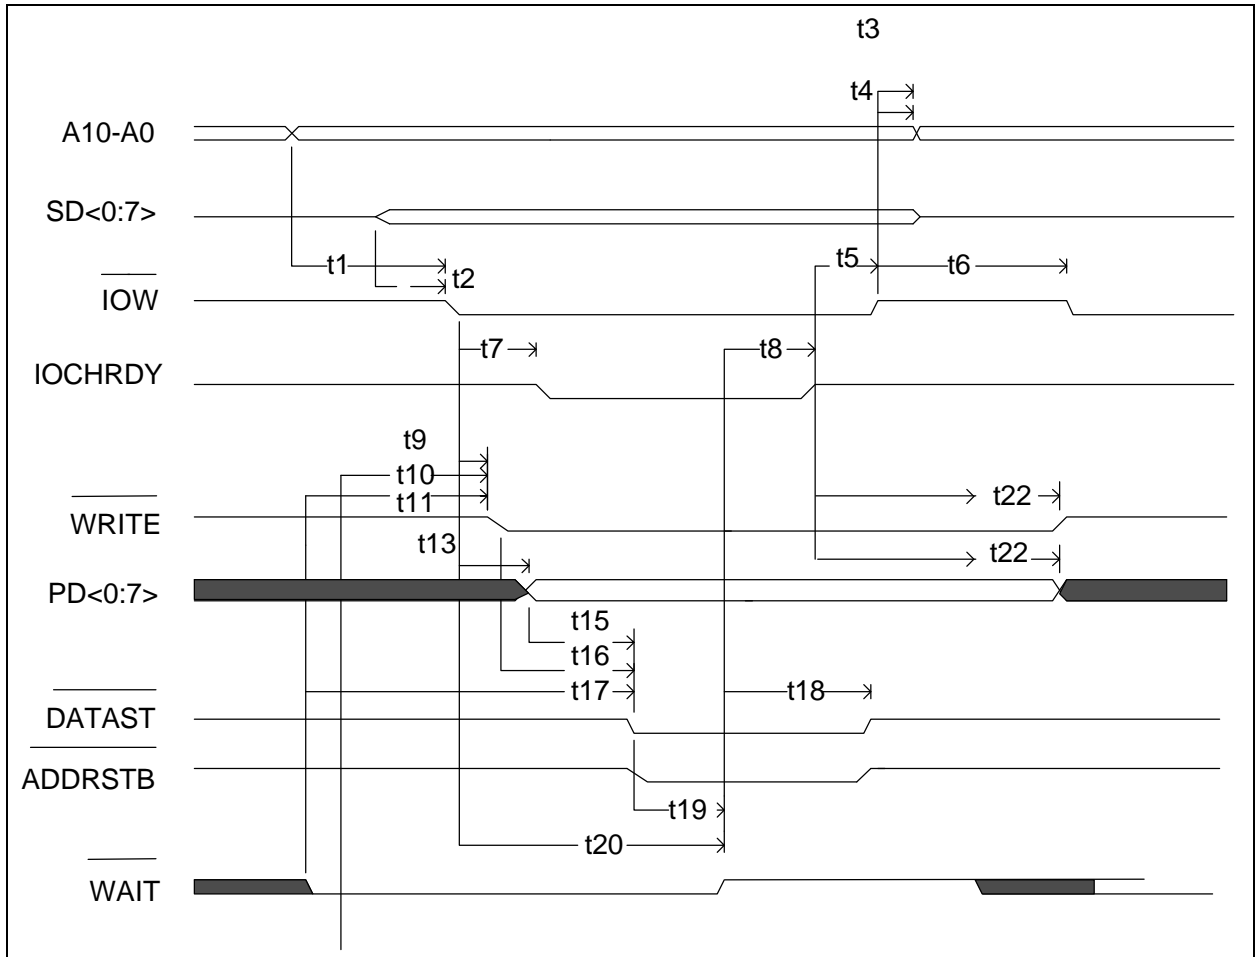 t3
t4
A10-A0
SD<0:7>
t1
t2
t5
t6
IOW
t7
t8
IOCHRDY
t9
t10
t11
t22
WRITE
t13
t22
PD<0:7>
t15
t16
t17
t18
DATAST
ADDRSTB
t19
t20
WAIT